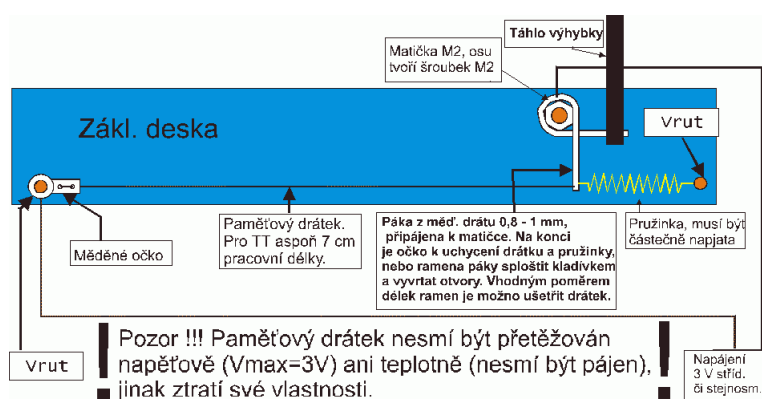 Táhlo výhybky
Matička M2, osu
tvoří šroubek M2
Zákl. deska
Vrut
Měděné očko
Paměťový drátek.
Pro TT aspoň 7 cm
pracovní délky.
Páka z měď. drátu 0,8 - 1 mm,
připájena k matičce. Na konci
je očko k uchycení drátku a pružinky,
nebo ramena páky sploštit kladívkem
a vyvrtat otvory. Vhodným poměrem
délek ramen je možno ušetřit drátek.
Pružinka, musí být
částečně napjata
Vrut
Pozor !!! Paměťový drátek nesmí být přetěžován
napěťově (Vmax=3V) ani teplotně (nesmí být pájen),
jinak ztratí své vlastnosti.
Napájení
3 V stříd.
či stejnosm.